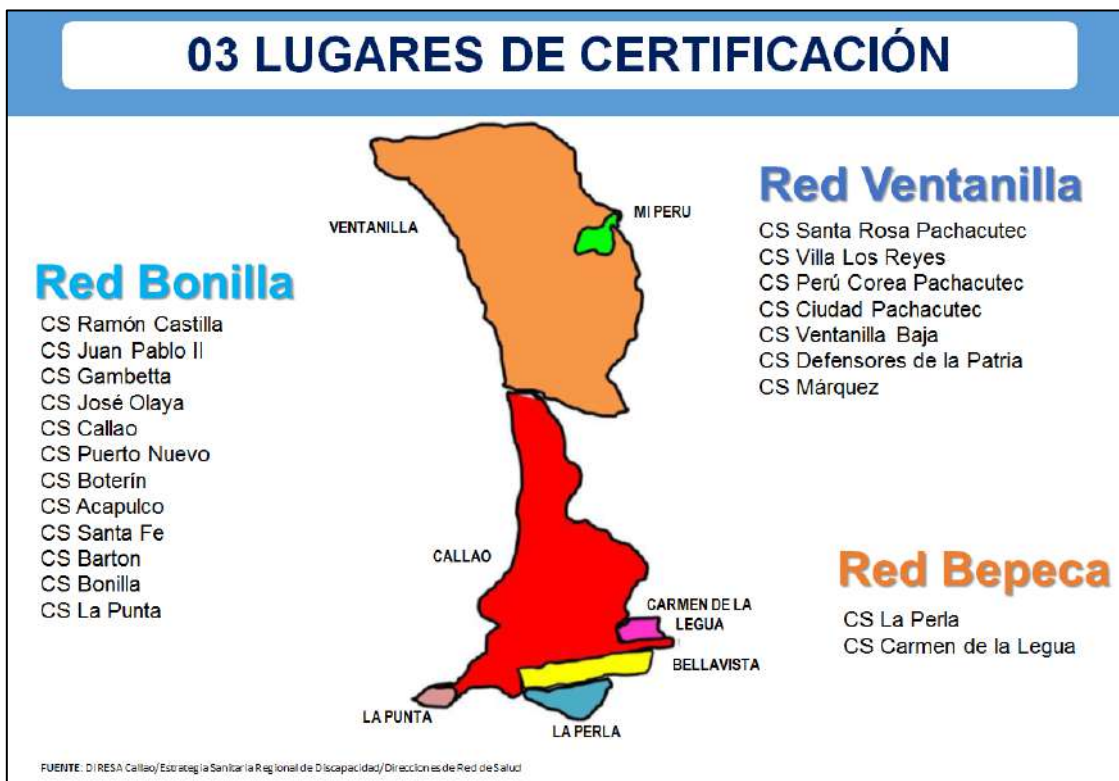 03 LUGARES DE CERTIFICACIÓN
Red Bonilla
CS Ramón Castilla
CS Juan Pablo II
CS Gambetta
CS José Olaya
CS Callao
CS Puerto Nuevo
CS Boterín
CS Acapulco
CS Santa Fe
CS Barton
CS Bonilla
CS La Punta
VENTANILLA
MI PERU
CALLAO
CARMEN DE LA
LEGUA
BELLAVISTA
LA PUNTA
LA PERLA
Red Ventanilla
CS Santa Rosa Pachacutec
CS Villa Los Reyes
CS Perú Corea Pachacutec
CS Ciudad Pachacutec
CS Ventanilla Baja
CS Defensores de la Patria
CS Márquez
Red Bepeca
CS La Perla
CS Carmen de la Legua
FUENTE: DIRESA Callao/Estrategia Sanitaria Regional de Discapacidad/Direcciones de Red de Salud